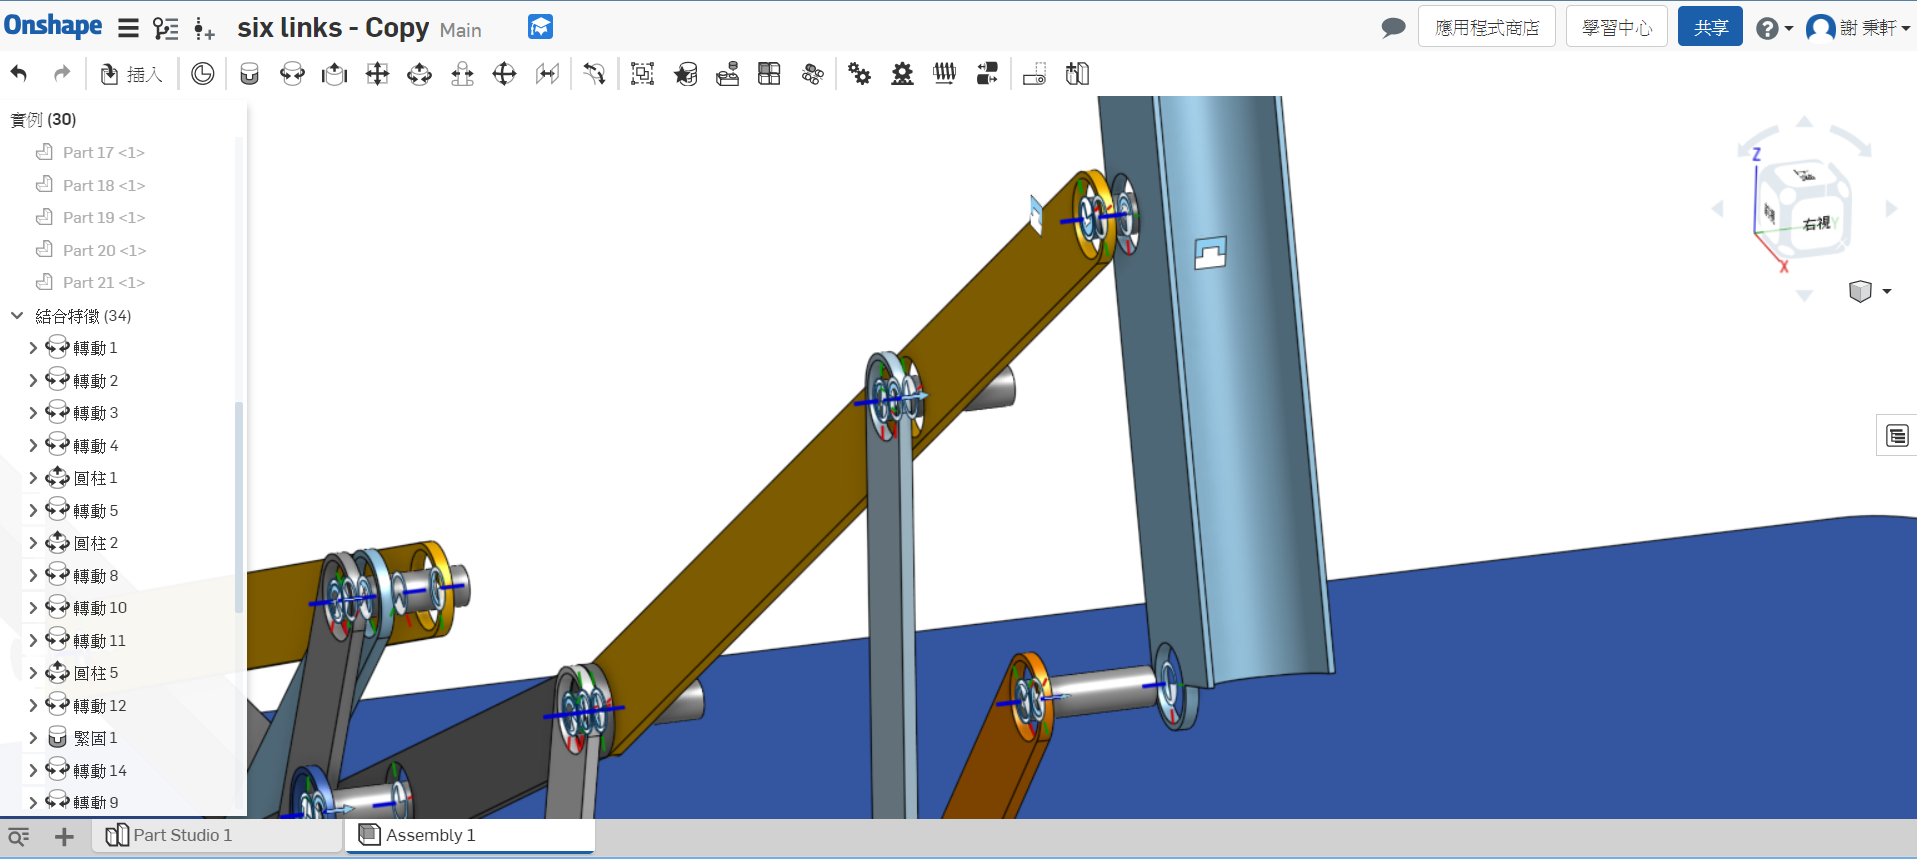 Onshape six links - Copy Main 應用程式商店 學習中心 共享 謝 秉軒
插入
實例 (30)
Part 17 <1>
Part 18 <1>
Part 19 <1>
Part 20 <1>
Part 21 <1>
結合特徵 (34)
轉動 1
轉動 2
轉動 3
轉動 4
圓柱 1
轉動 5
圓柱 2
轉動 8
轉動 10
轉動 11
圓柱 5
轉動 12
緊固 1
轉動 14
轉動 9
Z
右視
Y
X
Part Studio 1
Assembly 1